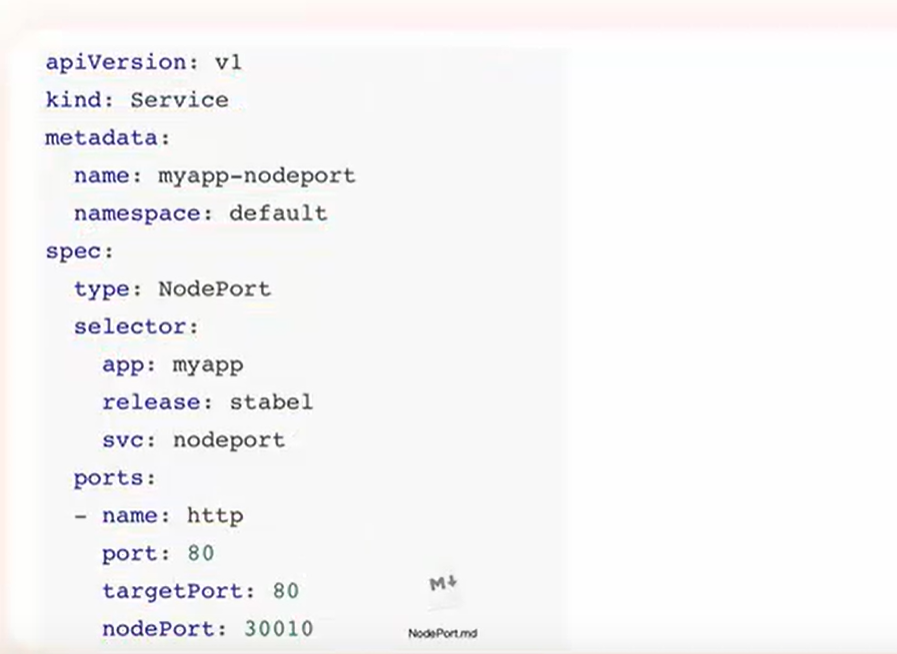 apiVersion: v1
kind: Service
metadata:
  name: myapp-nodeport
  namespace: default
spec:
  type: NodePort
  selector:
    app: myapp
    release: stabel
    svc: nodeport
  ports:
  - name: http
    port: 80
    targetPort: 80
    nodePort: 30010
M↓
NodePort.md